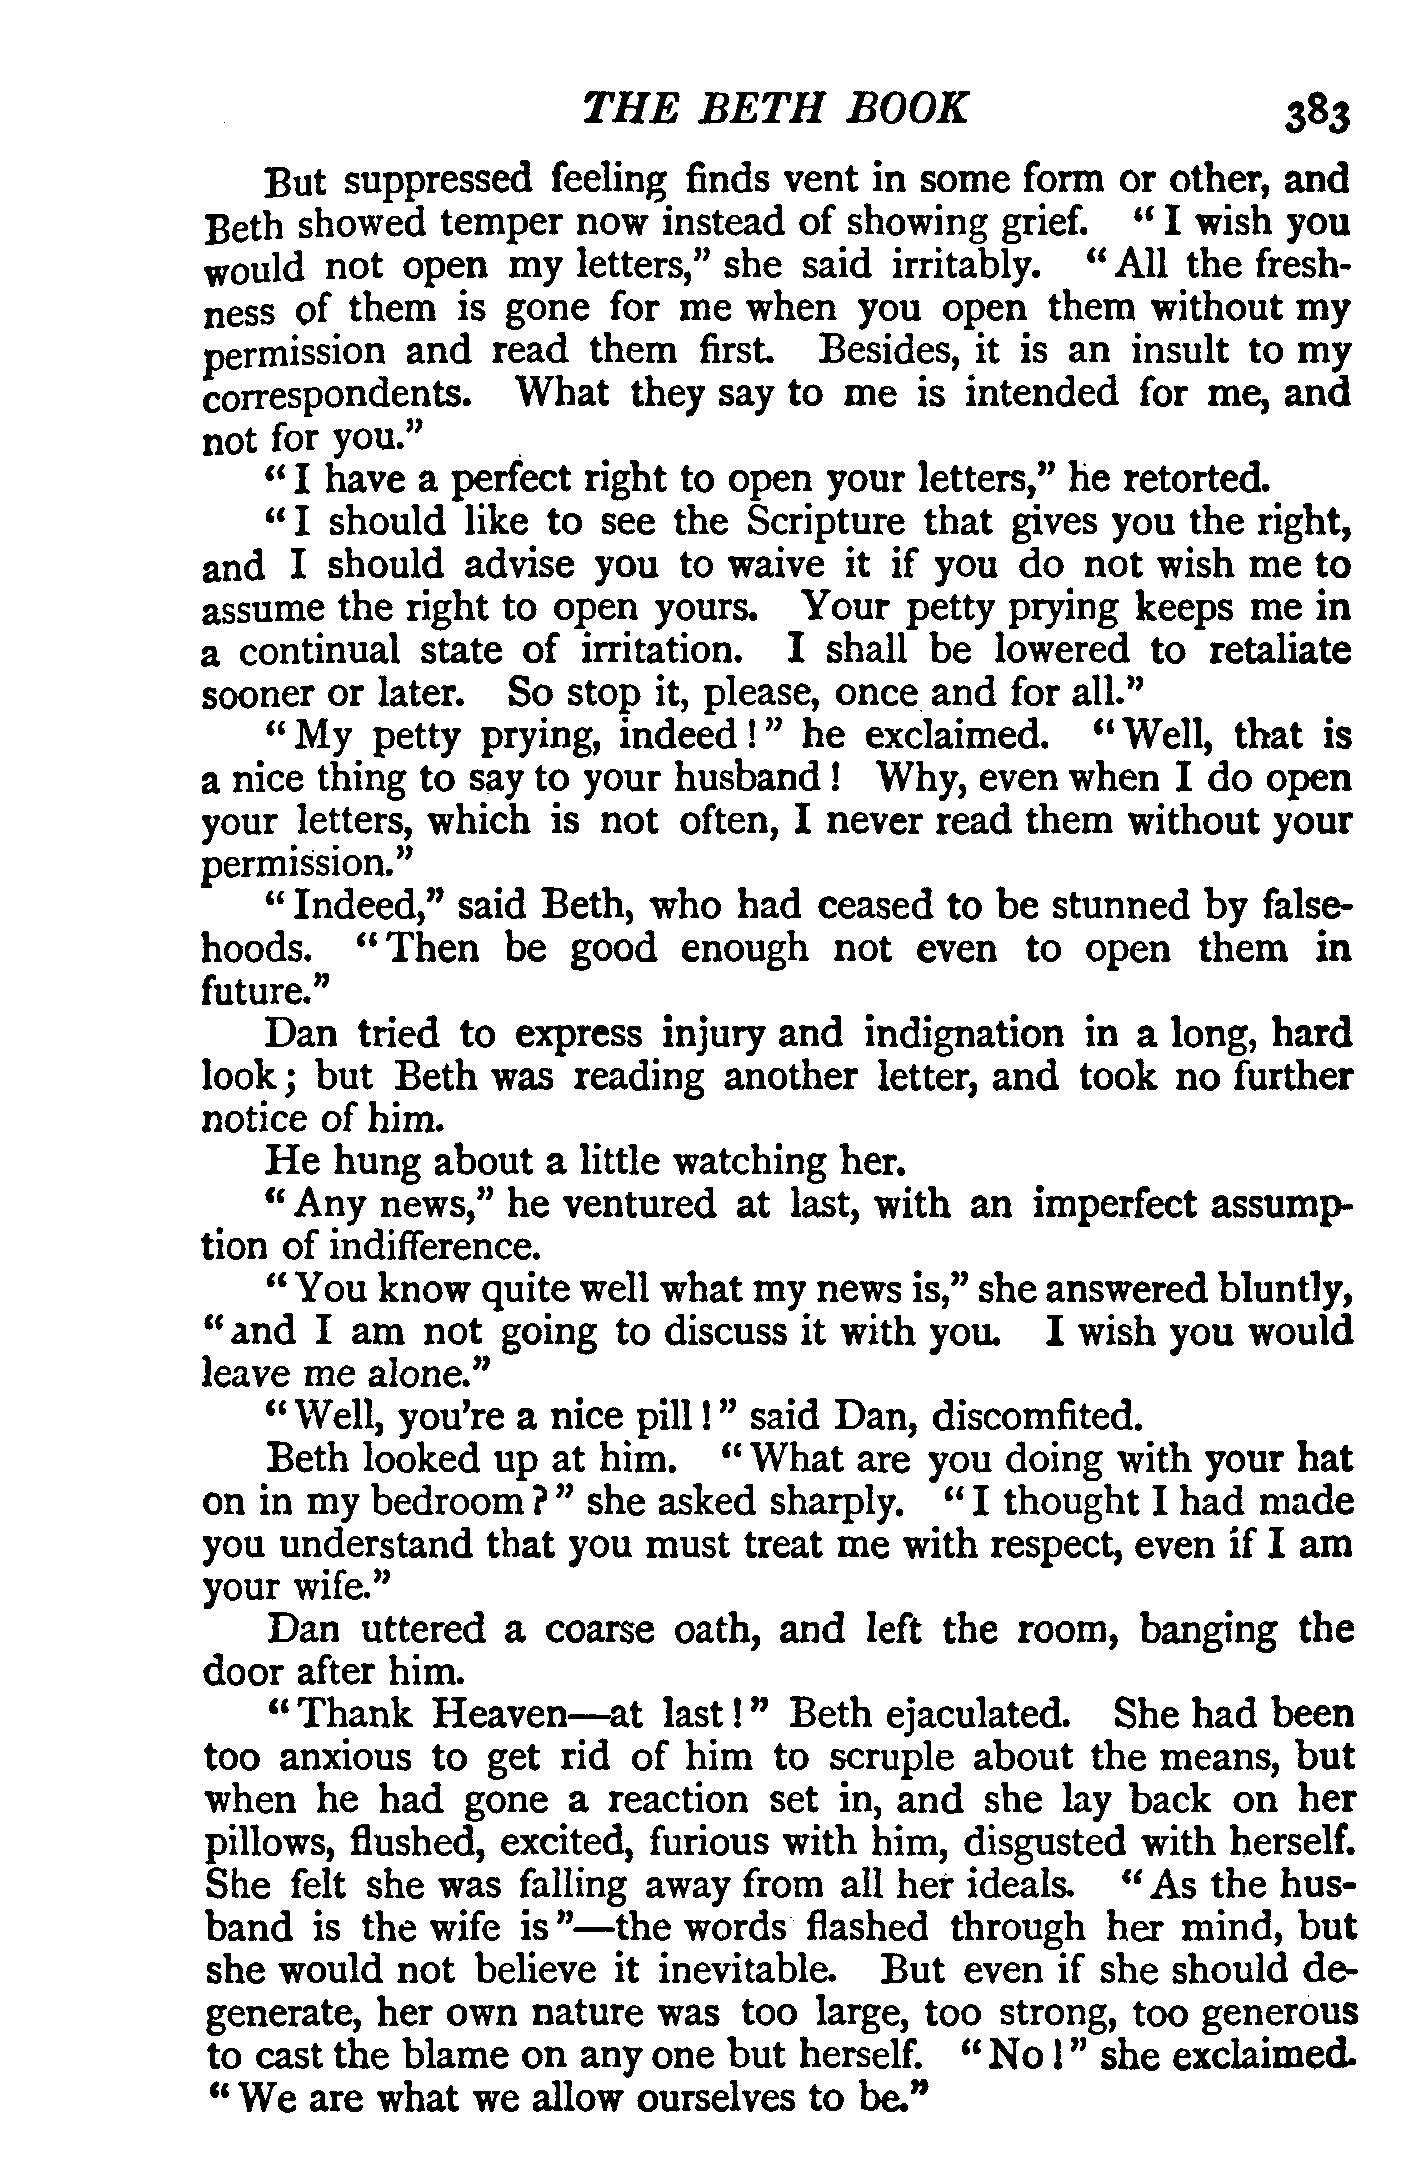 THE BETH BOOK 383
But suppressed feeling finds vent in some form or other, and
Beth showed temper now instead of showing grief. “I wish you
would not open my letters,” she said irritably. “All the fresh-
ness of them is gone for me when you open them without my
permission and read them first. Besides, it is an insult to my
correspondents. What they say to me is intended for me, and
not for you.”
“I have a perfect right to open your letters,” he retorted.
“I should like to see the Scripture that gives you the right,
and I should advise you to waive it if you do not wish me to
assume the right to open yours. Your petty prying keeps me in
a continual state of irritation. I shall be lowered to retaliate
sooner or later. So stop it, please, once and for all.”
“My petty prying, indeed!” he exclaimed. “Well, that is
a nice thing to say to your husband! Why, even when I do open
your letters, which is not often, I never read them without your
permission.”
“Indeed,” said Beth, who had ceased to be stunned by false-
hoods. “Then be good enough not even to open them in
future.”
Dan tried to express injury and indignation in a long, hard
look; but Beth was reading another letter, and took no further
notice of him.
He hung about a little watching her.
“Any news,” he ventured at last, with an imperfect assump-
tion of indifference.
“You know quite well what my news is,” she answered bluntly,
“and I am not going to discuss it with you. I wish you would
leave me alone.”
“Well, you're a nice pill!” said Dan, discomfited.
Beth looked up at him. “What are you doing with your hat
on in my bedroom?” she asked sharply. “I thought I had made
you understand that you must treat me with respect, even if I am
your wife.”
Dan uttered a coarse oath, and left the room, banging the
door after him.
“Thank Heaven—at last!” Beth ejaculated. She had been
too anxious to get rid of him to scruple about the means, but
when he had gone a reaction set in, and she lay back on her
pillows, flushed, excited, furious with him, disgusted with herself.
She felt she was falling away from all her ideals. “As the hus-
band is the wife is”—the words flashed through her mind, but
she would not believe it inevitable. But even if she should de-
generate, her own nature was too large, too strong, too generous
to cast the blame on any one but herself. “No!” she exclaimed.
“We are what we allow ourselves to be.”